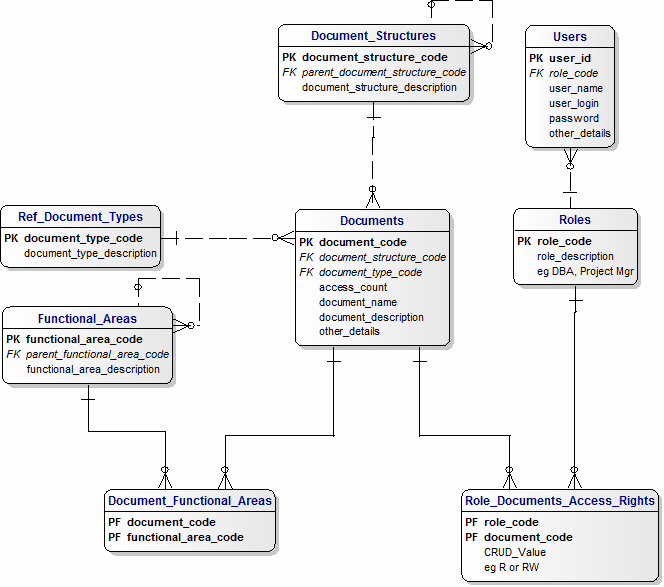 Document_Structures
PK document_structure_code
FK parent_document_structure_code
document_structure_description
Users
PK user_id
FK role_code
user_name
user_login
password
other_details
Ref_Document_Types
PK document_type_code
document_type_description
Documents
PK document_code
FK document_structure_code
FK document_type_code
access_count
document_name
document_description
other_details
Roles
PK role_code
role_description
eg DBA, Project Mgr
Functional_Areas
PK functional_area_code
FK parent_functional_area_code
functional_area_description
Document_Functional_Areas
PF document_code
PF functional_area_code
Role_Documents_Access_Rights
PF role_code
PF document_code
CRUD_Value
eg R or RW